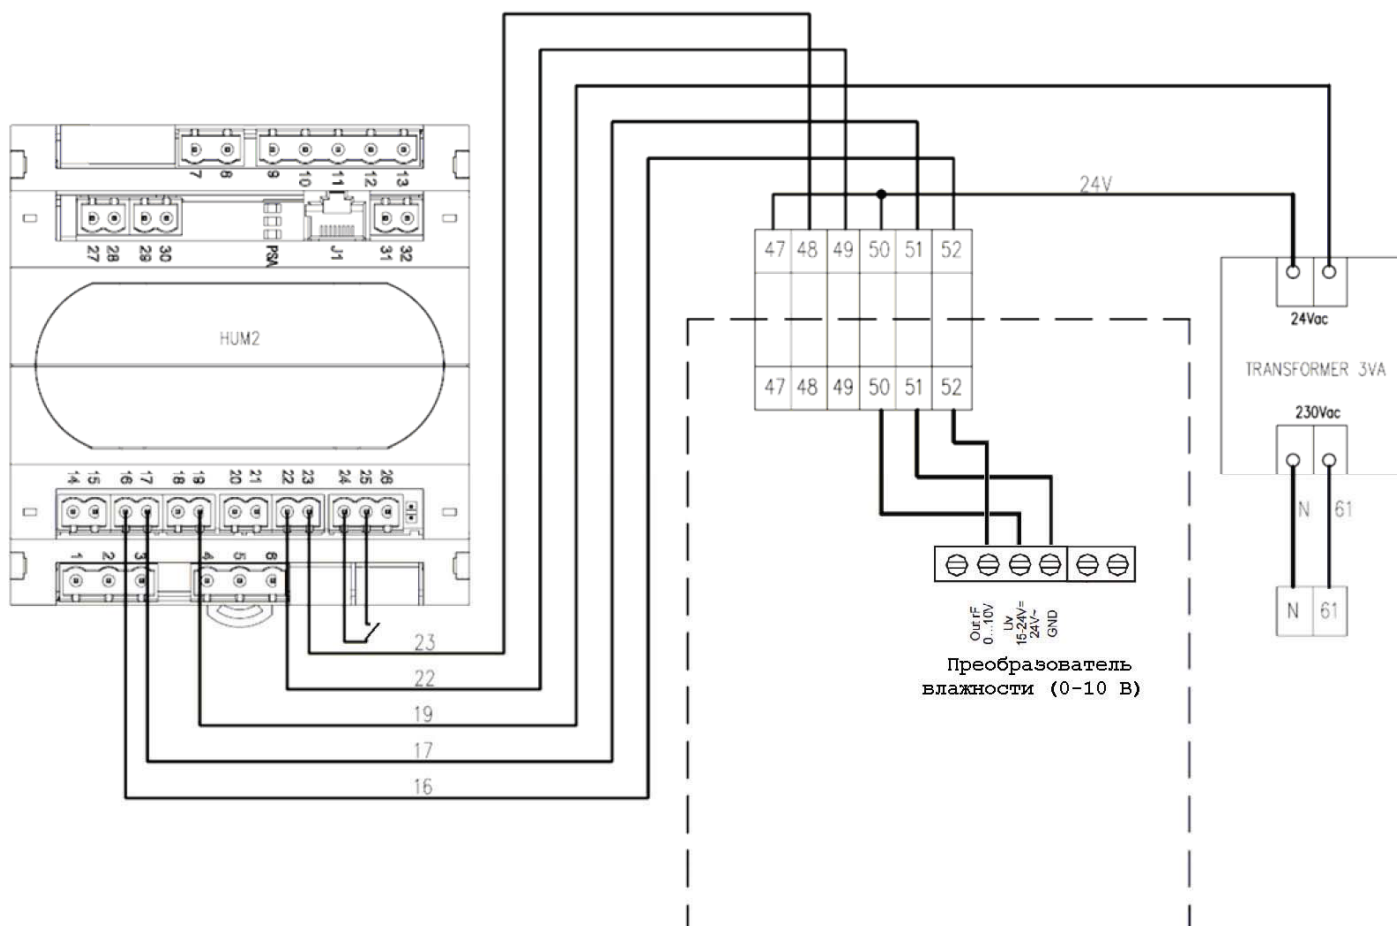 7 8 9 10 11 12 13
24V
27 28 29 30 PSA J1 31 32
47 48 49 50 51 52
24Vac
HUM2
TRANSFORMER 3VA
47 48 49 50 51 52
230Vac
14 15 16 17 18 19 20 21 22 23 24 25 26
N 61
1 2 3 4 5 6
N 61
Out rF
0...10V
Uv
15-24V=
24V~
GND
23
Преобразователь
влажности (0-10 В)
22
19
17
16